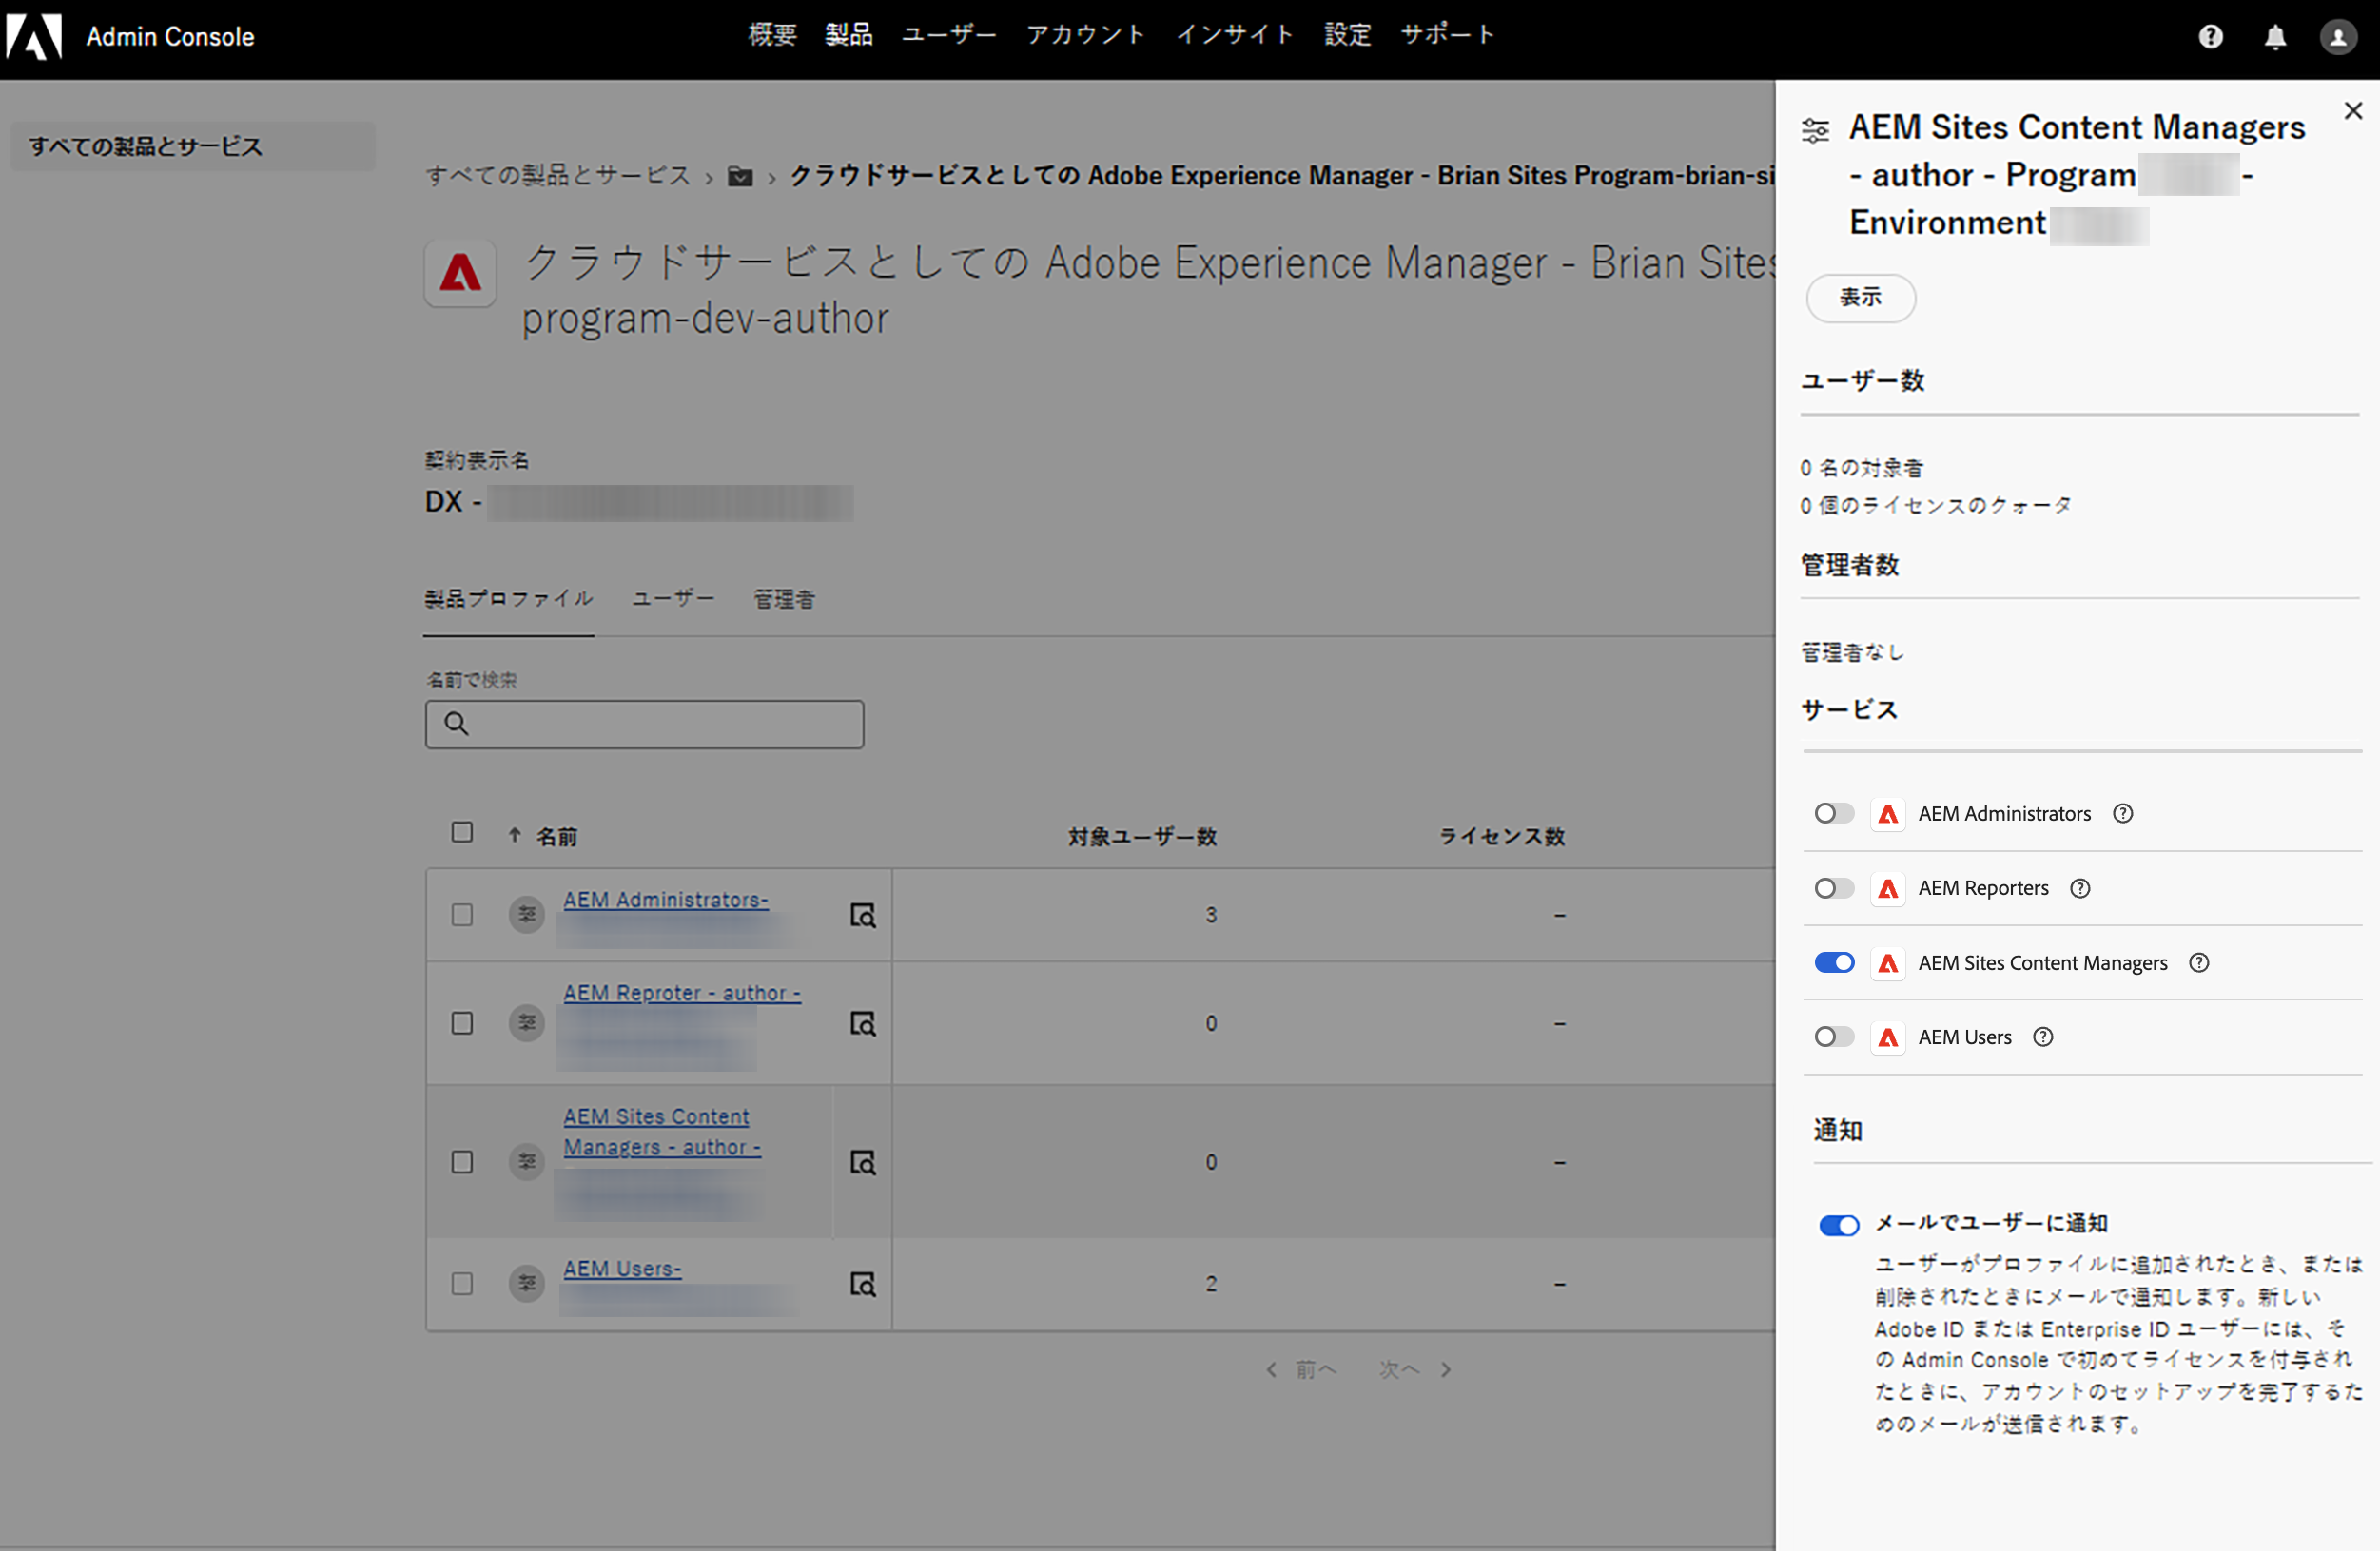 Admin Console
概要 製品 ユーザー アカウント インサイト 設定 サポート
すべての製品とサービス
すべての製品とサービス › › クラウドサービスとしての Adobe Experience Manager - Brian Sites Program-brian-si
クラウドサービスとしての Adobe Experience Manager - Brian Sites
program-dev-author
契約表示名
DX -
製品プロファイル ユーザー 管理者
名前で検索
↑ 名前 対象ユーザー数 ライセンス数
AEM Administrators-
3 –
AEM Reproter - author -
0 –
AEM Sites Content
Managers - author -
0 –
AEM Users-
2 –
‹ 前へ 次へ ›
AEM Sites Content Managers
- author - Program -
Environment
表示
ユーザー数
0 名の対象者
0 個のライセンスのクォータ
管理者数
管理者なし
サービス
AEM Administrators
AEM Reporters
AEM Sites Content Managers
AEM Users
通知
メールでユーザーに通知
ユーザーがプロファイルに追加されたとき、または
削除されたときにメールで通知します。新しい
Adobe ID または Enterprise ID ユーザーには、そ
の Admin Console で初めてライセンスを付与され
たときに、アカウントのセットアップを完了するた
めのメールが送信されます。